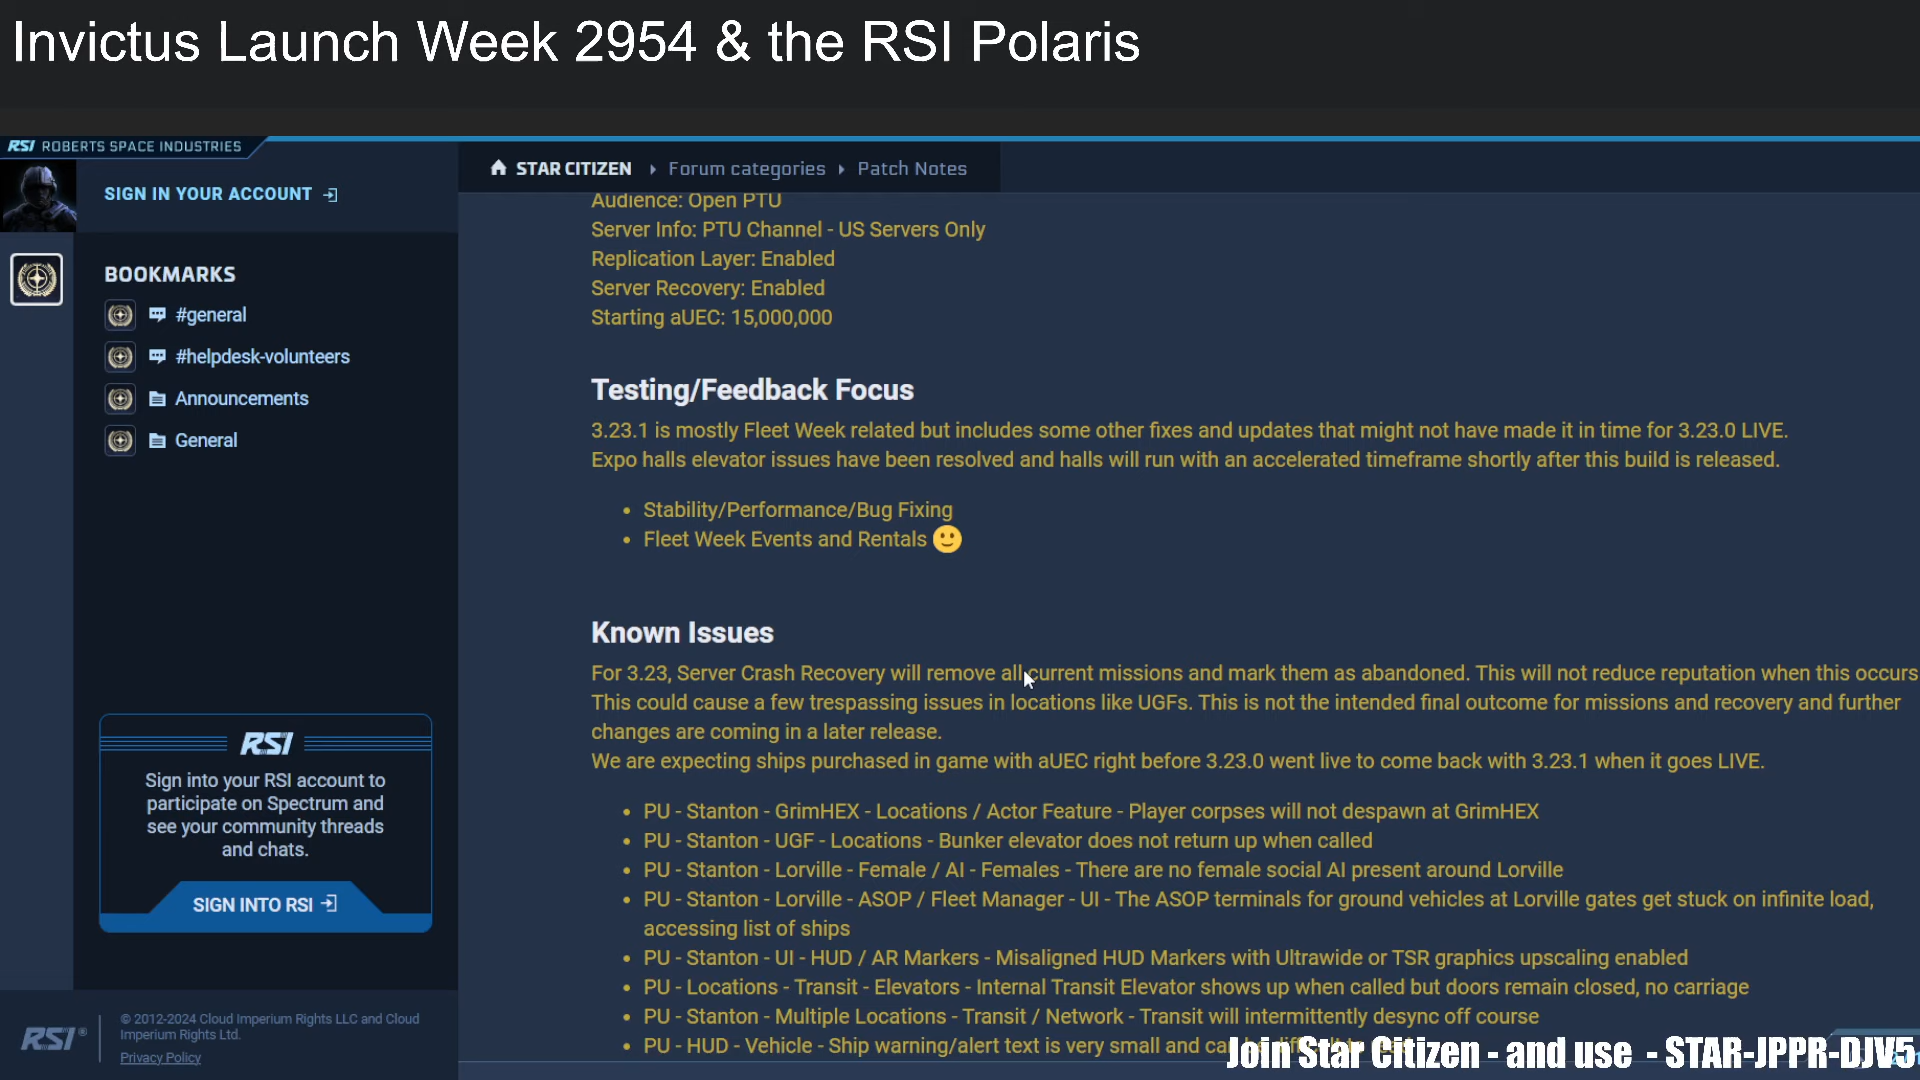 Invictus Launch Week 2954 & the RSI Polaris
RSI ROBERTS SPACE INDUSTRIES
SIGN IN YOUR ACCOUNT
STAR CITIZEN Forum categories Patch Notes
BOOKMARKS
#general
#helpdesk-volunteers
Announcements
General
RSI
Sign into your RSI account to
participate on Spectrum and
see your community threads
and chats.
SIGN INTO RSI
RSI ®
© 2012-2024 Cloud Imperium Rights LLC and Cloud
Imperium Rights Ltd.
Privacy Policy
Audience: Open PTU
Server Info: PTU Channel - US Servers Only
Replication Layer: Enabled
Server Recovery: Enabled
Starting aUEC: 15,000,000
Testing/Feedback Focus
3.23.1 is mostly Fleet Week related but includes some other fixes and updates that might not have made it in time for 3.23.0 LIVE.
Expo halls elevator issues have been resolved and halls will run with an accelerated timeframe shortly after this build is released.
• Stability/Performance/Bug Fixing
• Fleet Week Events and Rentals 🙂
Known Issues
For 3.23, Server Crash Recovery will remove all current missions and mark them as abandoned. This will not reduce reputation when this occurs
This could cause a few trespassing issues in locations like UGFs. This is not the intended final outcome for missions and recovery and further
changes are coming in a later release.
We are expecting ships purchased in game with aUEC right before 3.23.0 went live to come back with 3.23.1 when it goes LIVE.
• PU - Stanton - GrimHEX - Locations / Actor Feature - Player corpses will not despawn at GrimHEX
• PU - Stanton - UGF - Locations - Bunker elevator does not return up when called
• PU - Stanton - Lorville - Female / AI - Females - There are no female social AI present around Lorville
• PU - Stanton - Lorville - ASOP / Fleet Manager - UI - The ASOP terminals for ground vehicles at Lorville gates get stuck on infinite load,
accessing list of ships
• PU - Stanton - UI - HUD / AR Markers - Misaligned HUD Markers with Ultrawide or TSR graphics upscaling enabled
• PU - Locations - Transit - Elevators - Internal Transit Elevator shows up when called but doors remain closed, no carriage
• PU - Stanton - Multiple Locations - Transit / Network - Transit will intermittently desync off course
• PU - HUD - Vehicle - Ship warning/alert text is very small and can
Join Star Citizen - and use - STAR-JPPR-DJV5